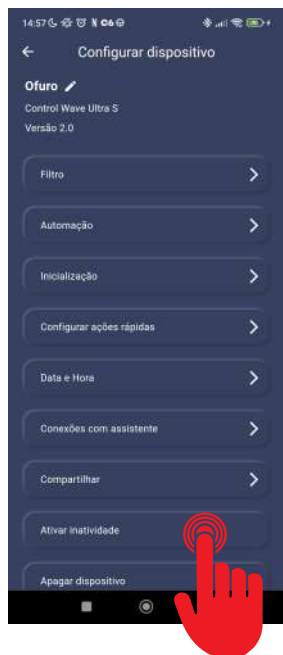 14:57
Configurar dispositivo
Ofuro
Control Wave Ultra S
Versão 2.0
Filtro
Automação
Inicialização
Configurar ações rápidas
Data e Hora
Conexões com assistente
Compartilhar
Ativar inatividade
Apagar dispositivo